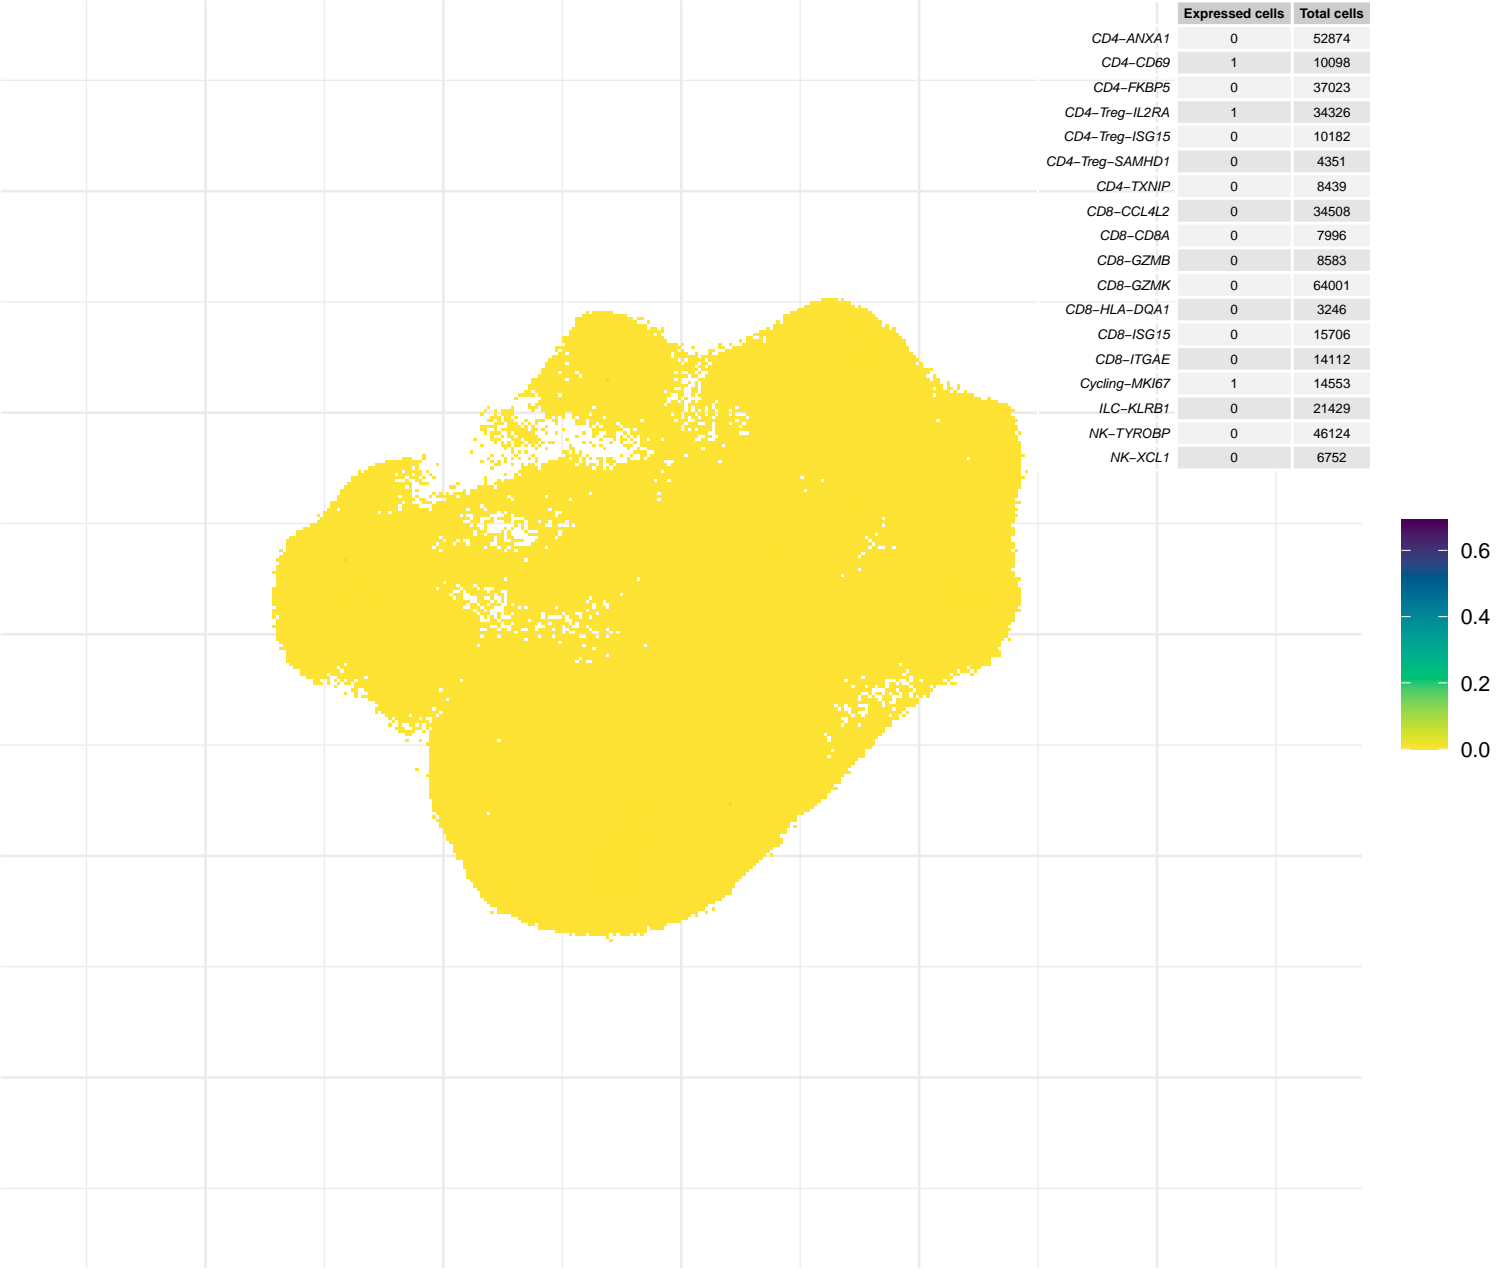 Expressed cells Total cells
CD4−ANXA1 0 52874
CD4−CD69 1 10098
CD4−FKBP5 0 37023
CD4−Treg−IL2RA 1 34326
CD4−Treg−ISG15 0 10182
CD4−Treg−SAMHD1 0 4351
CD4−TXNIP 0 8439
CD8−CCL4L2 0 34508
CD8−CD8A 0 7996
CD8−GZMB 0 8583
CD8−GZMK 0 64001
CD8−HLA−DQA1 0 3246
CD8−ISG15 0 15706
CD8−ITGAE 0 14112
Cycling−MKI67 1 14553
ILC−KLRB1 0 21429
NK−TYROBP 0 46124
NK−XCL1 0 6752
0.6
0.4
0.2
0.0